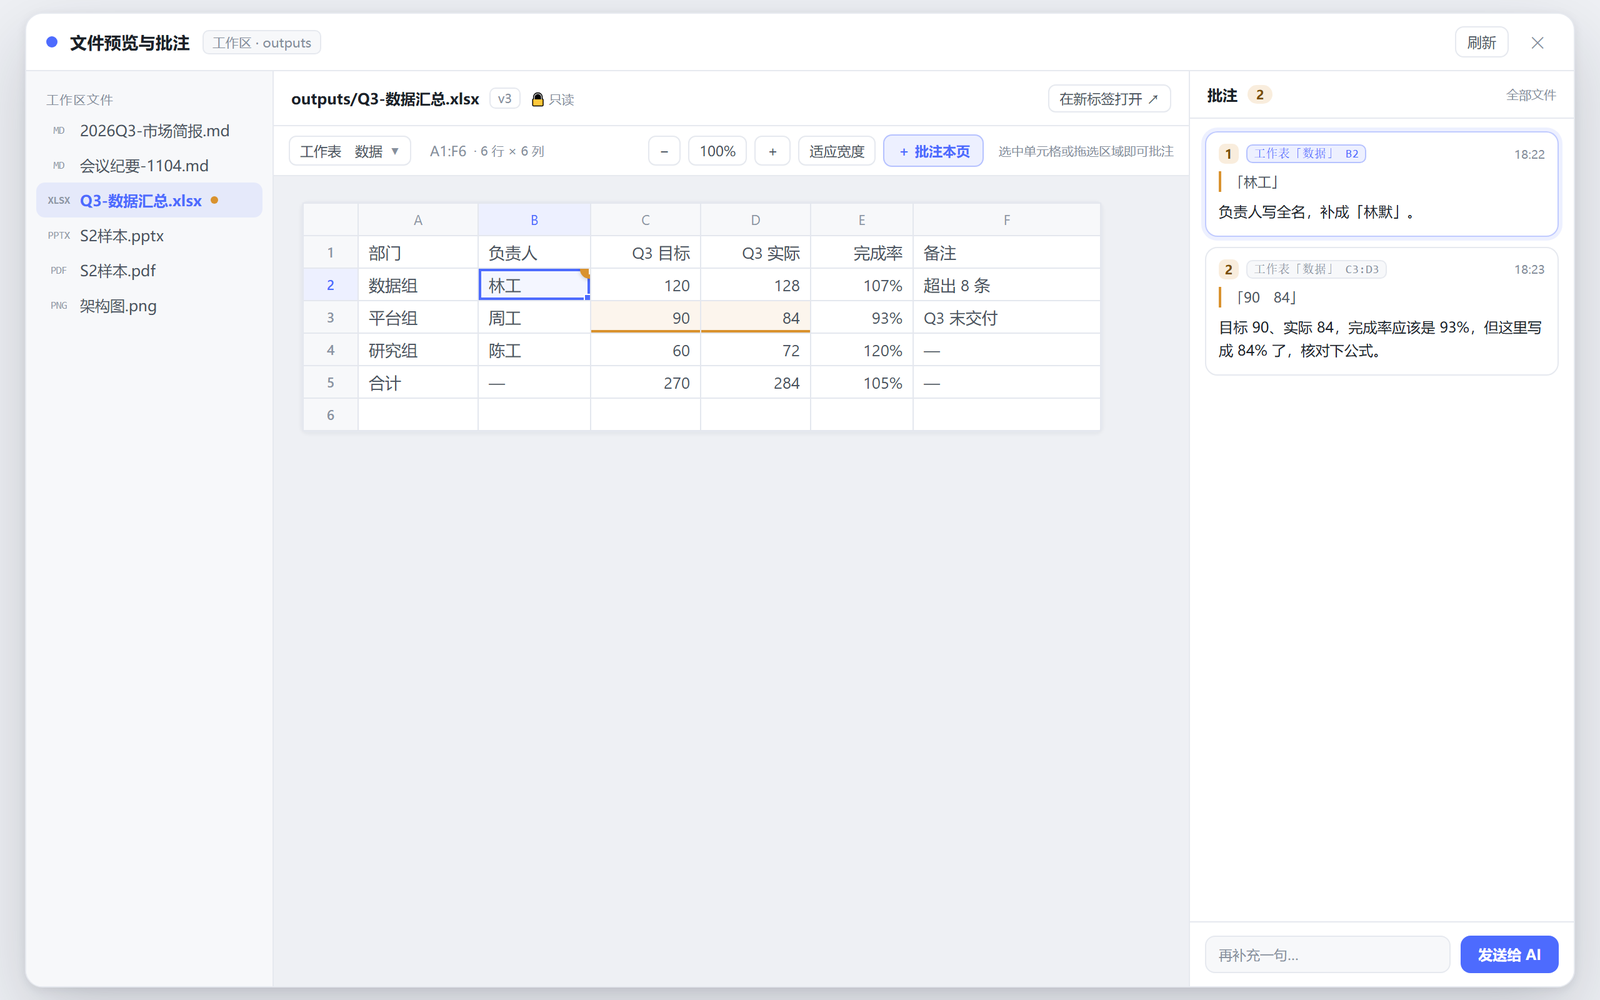 文件预览与批注 工作区 · outputs 刷新
工作区文件
MD 2026Q3-市场简报.md
MD 会议纪要-1104.md
XLSX Q3-数据汇总.xlsx
PPTX S2样本.pptx
PDF S2样本.pdf
PNG 架构图.png
outputs/Q3-数据汇总.xlsx v3 只读 在新标签打开 ↗
工作表 数据 ▾ A1:F6 · 6 行 × 6 列 − 100% + 适应宽度 + 批注本页 选中单元格或拖选区域即可批注
A B C D E F
1 部门 负责人 Q3 目标 Q3 实际 完成率 备注
2 数据组 林工 120 128 107% 超出 8 条
3 平台组 周工 90 84 93% Q3 末交付
4 研究组 陈工 60 72 120% —
5 合计 — 270 284 105% —
6
批注 2 全部文件
1 工作表「数据」 B2 18:22
「林工」
负责人写全名，补成「林默」。
2 工作表「数据」 C3:D3 18:23
「90 84」
目标 90、实际 84，完成率应该是 93%，但这里写
成 84% 了，核对下公式。
再补充一句... 发送给 AI